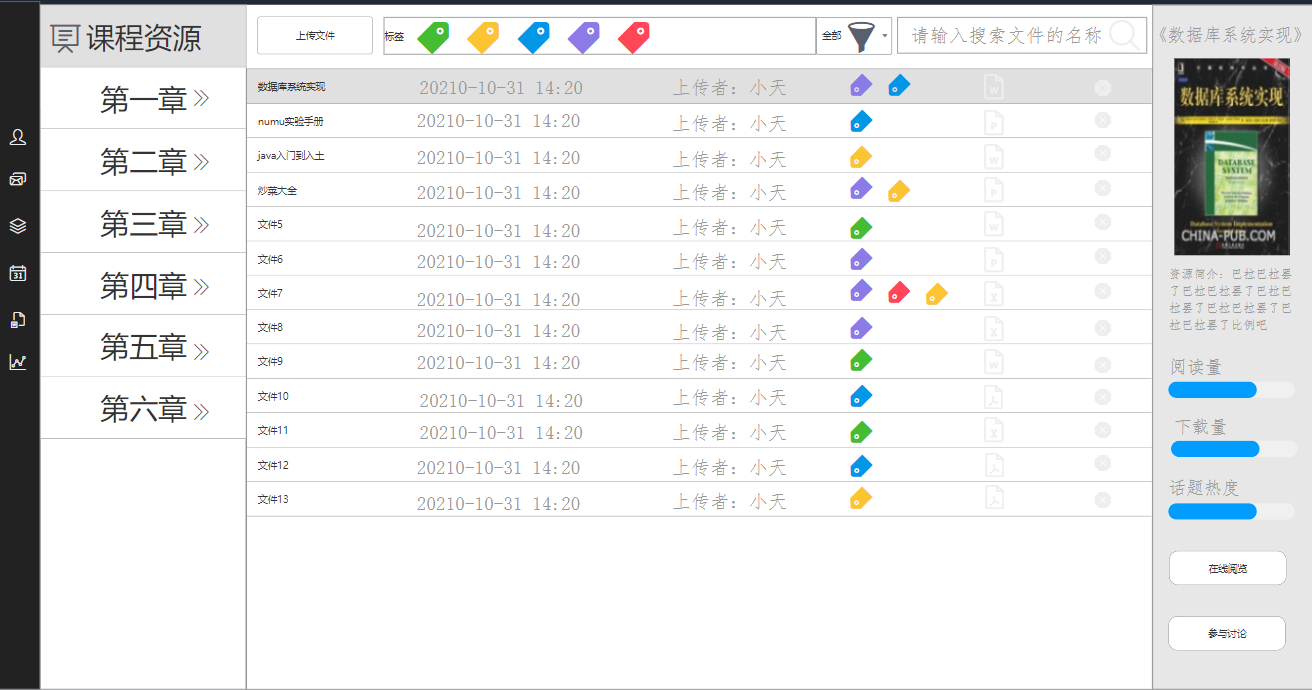 课程资源
第一章
第二章
第三章
第四章
第五章
第六章
31
上传文件
标签
全部
请输入搜索文件的名称
数据库系统实现 20210-10-31 14:20 上传者：小天 W
numu实验手册 20210-10-31 14:20 上传者：小天 P
java入门到入土 20210-10-31 14:20 上传者：小天 W
炒菜大全 20210-10-31 14:20 上传者：小天 P
文件5 20210-10-31 14:20 上传者：小天 W
文件6 20210-10-31 14:20 上传者：小天 P
文件7 20210-10-31 14:20 上传者：小天 X
文件8 20210-10-31 14:20 上传者：小天 X
文件9 20210-10-31 14:20 上传者：小天 W
文件10 20210-10-31 14:20 上传者：小天
文件11 20210-10-31 14:20 上传者：小天 X
文件12 20210-10-31 14:20 上传者：小天
文件13 20210-10-31 14:20 上传者：小天
《数据库系统实现》
数据库系统实现
DATABASE
SYSTEM
Database System Implementation
CHINA-PUB.COM
资源简介：巴拉巴拉罢
了巴拉巴拉罢了巴拉巴
拉罢了巴拉巴拉罢了巴
拉巴拉罢了比例吧
阅读量
下载量
话题热度
在线阅览
参与讨论